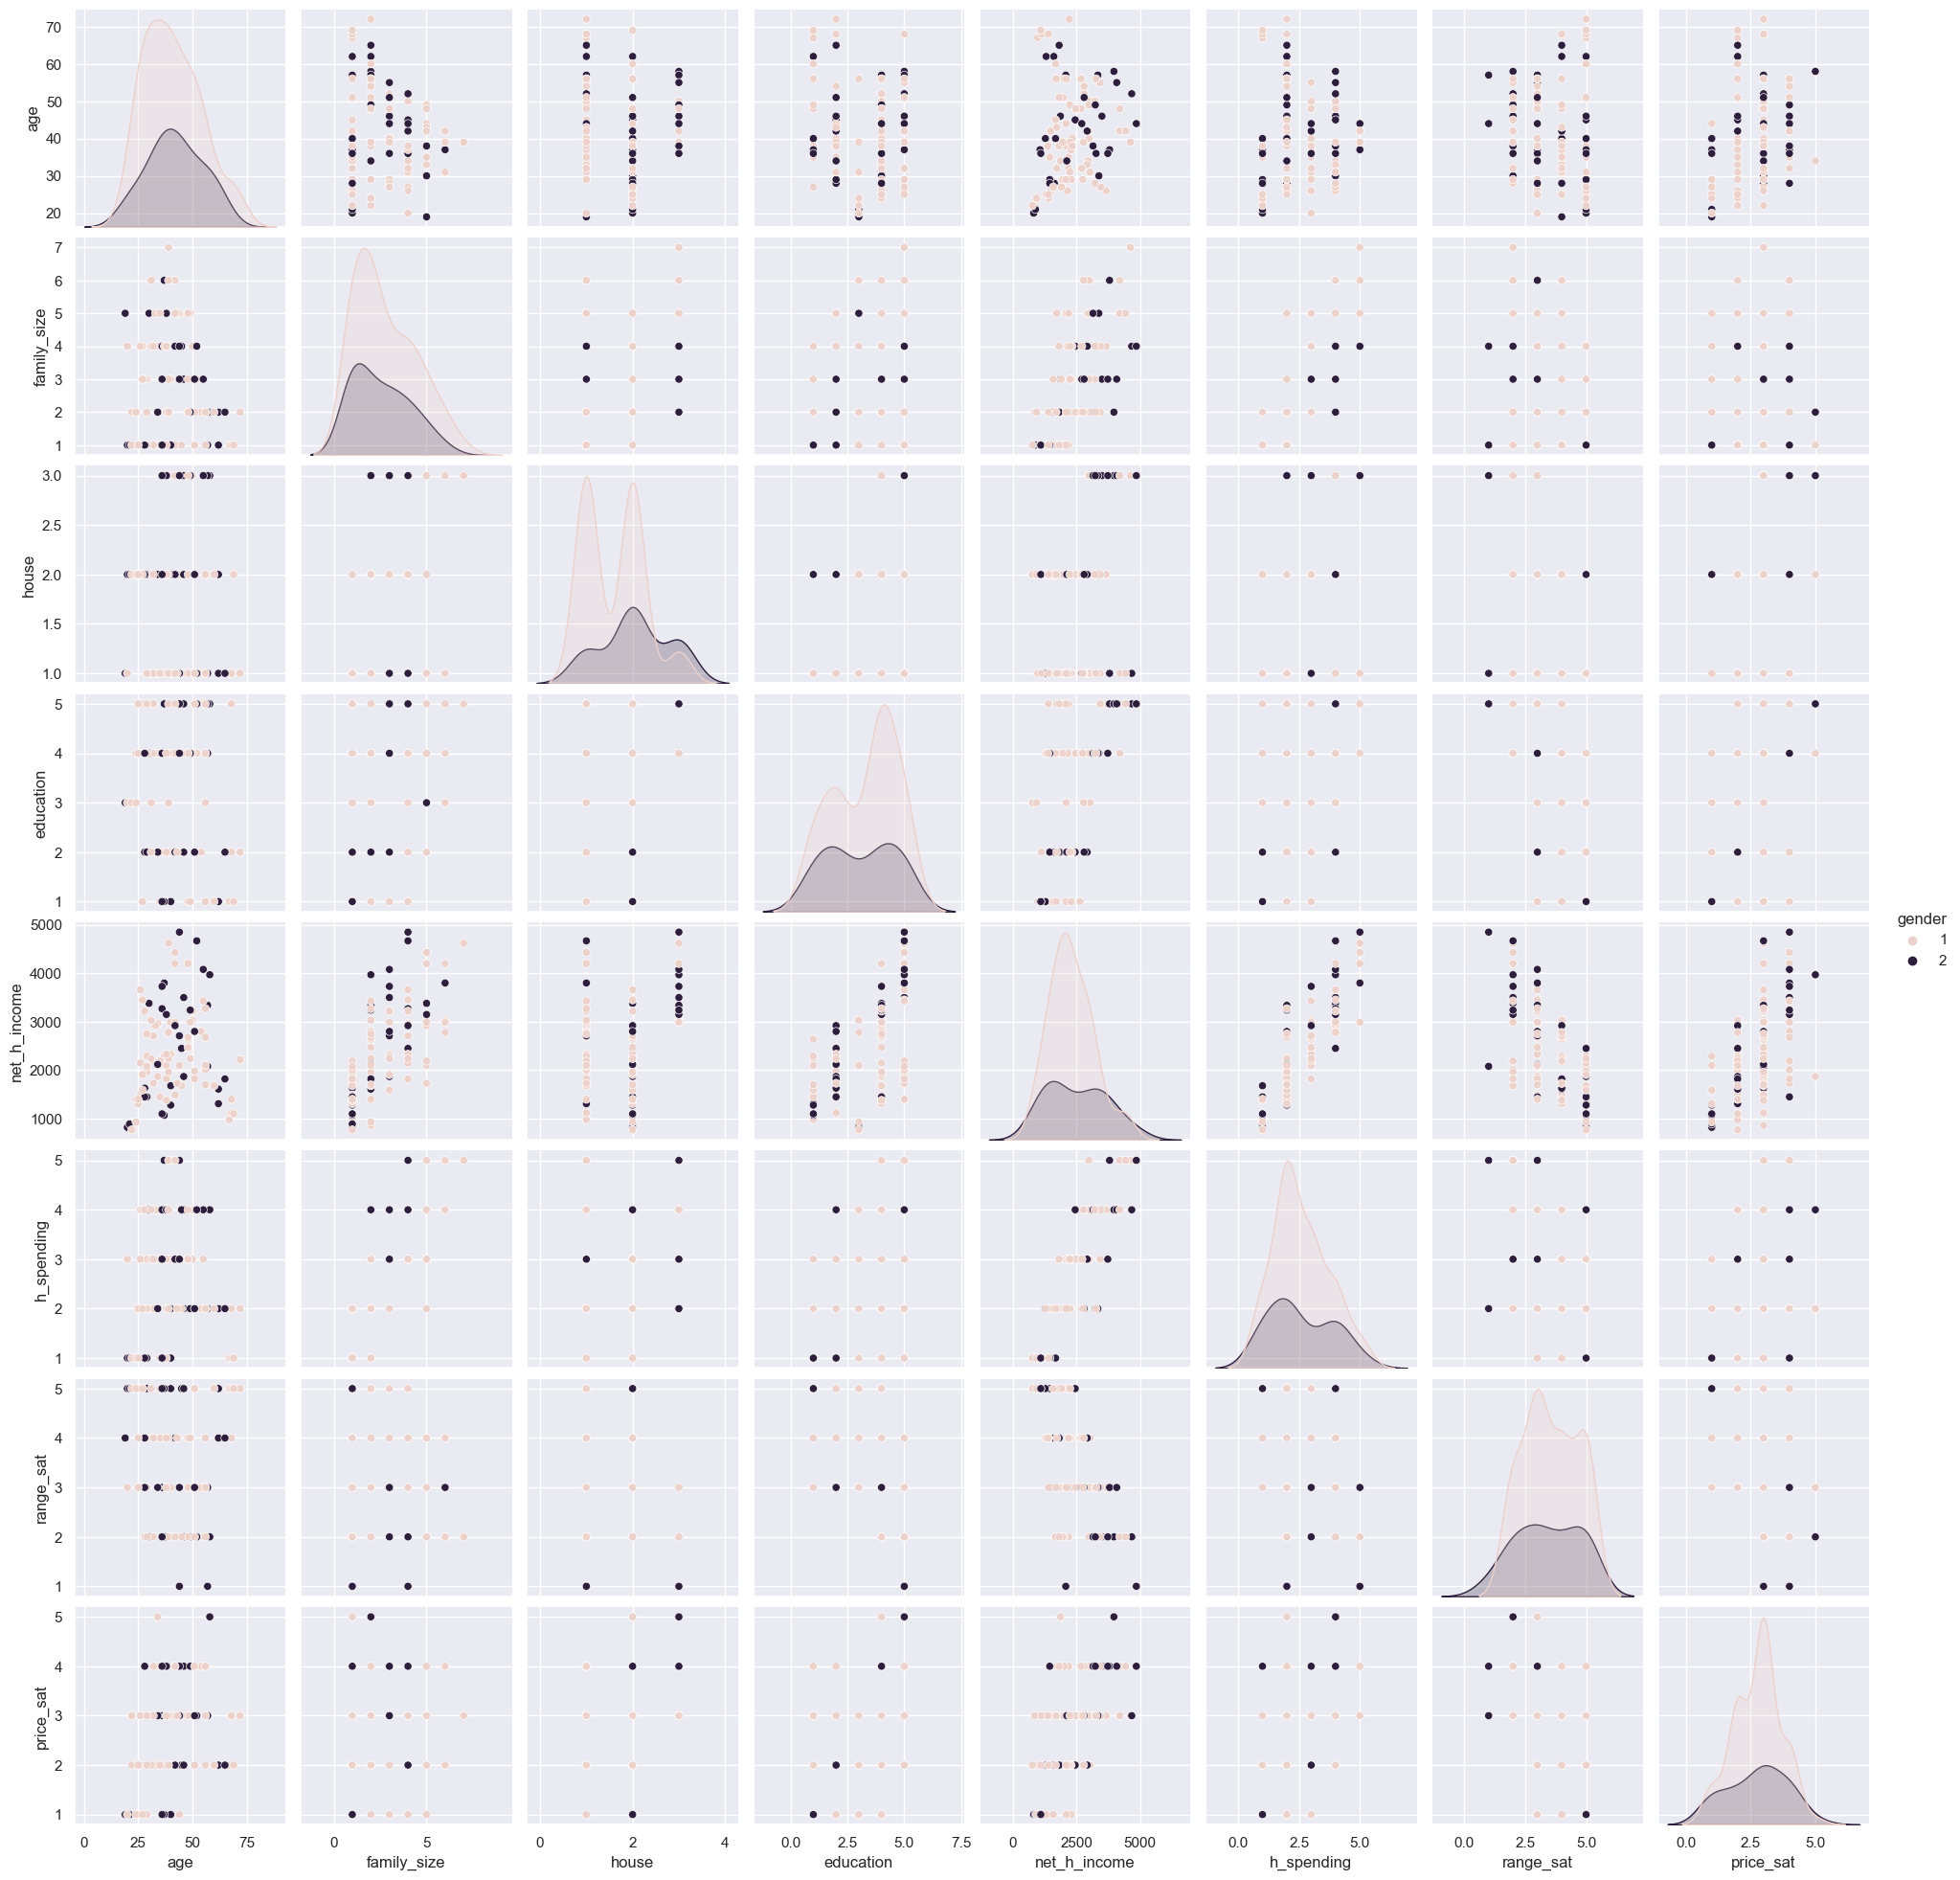 70
60
50
40
30
20
age
7
6
5
4
3
2
1
family_size
3.0
2.5
2.0
1.5
1.0
house
5
4
3
2
1
education
5000
4000
3000
2000
1000
net_h_income
gender
1
2
5
4
3
2
1
h_spending
5
4
3
2
1
range_sat
5
4
3
2
1
price_sat
0 25 50 75
0 5
0 2 4
0.0 2.5 5.0 7.5
0 2500 5000
0.0 2.5 5.0
0.0 2.5 5.0
0.0 2.5 5.0
age family_size house education net_h_income h_spending range_sat price_sat